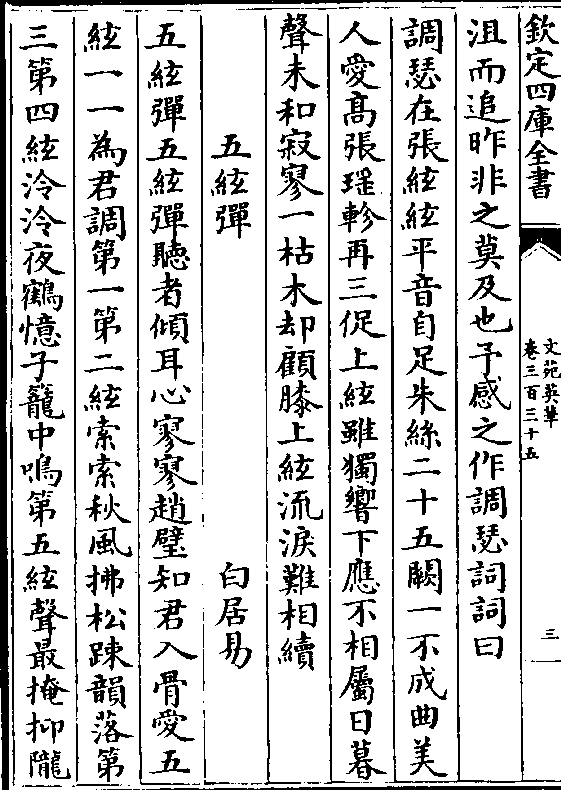 欽定四庫全書
文苑英華
卷三百三十五
三
沮而追昨非之莫及也予感之作調瑟詞詞曰
調瑟在張絃絃平音自足朱絲二十五闕一不成曲美
人愛髙張瑶軫再三促上絃雖獨響下應不相屬日暮
聲未和寂寥一枯木却顧膝上絃流淚難相續
五絃彈
白居易
五絃彈五絃彈聽者傾耳心寥寥趙璧知君入骨愛五
絃一一為君調第一第二絃索索秋風拂松踈韻落第
三第四絃泠泠夜鶴憶子籠中鳴第五絃聲最掩抑隴